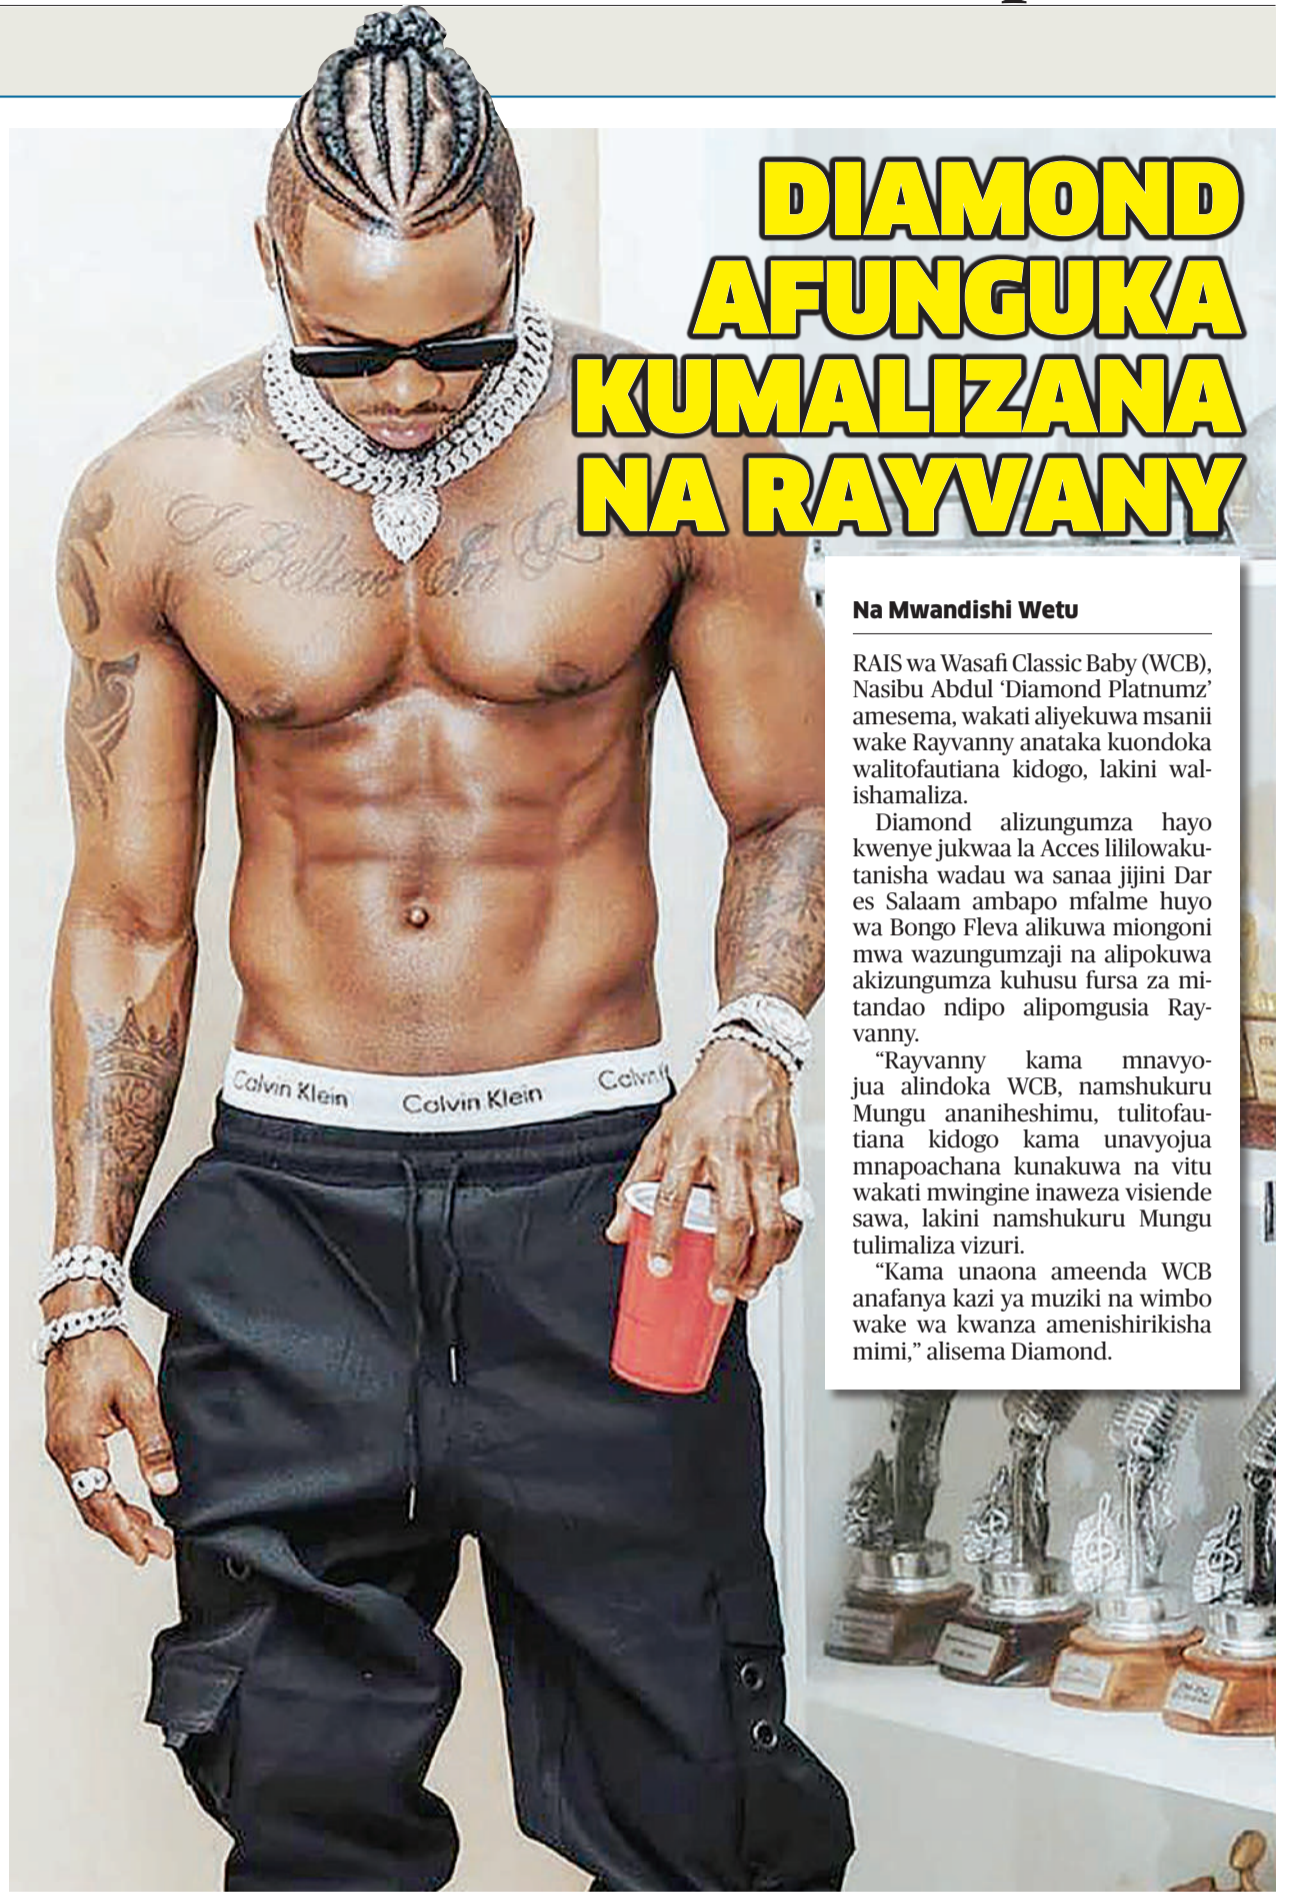 DIAMOND
AFUNGUKA
KUMALIZANA
NA RAYVANY
Na Mwandishi Wetu
RAIS wa Wasafi Classic Baby (WCB),
Nasibu Abdul ‘Diamond Platnumz’
amesema, wakati aliyekuwa msanii
wake Rayvanny anataka kuondoka
walitofautiana kidogo, lakini wal-
ishamaliza.
Diamond alizungumza hayo
kwenye jukwaa la Acces lililowaku-
tanisha wadau wa sanaa jijini Dar
es Salaam ambapo mfalme huyo
wa Bongo Fleva alikuwa miongoni
mwa wazungumzaji na alipokuwa
akizungumza kuhusu fursa za mi-
tandao ndipo alipomgusia Ray-
vanny.
“Rayvanny kama mnavyo-
jua alindoka WCB, namshukuru
Mungu ananiheshimu, tulitofau-
tiana kidogo kama unavyojua
mnapoachana kunakuwa na vitu
wakati mwingine inaweza visiende
sawa, lakini namshukuru Mungu
tulimaliza vizuri.
“Kama unaona ameenda WCB
anafanya kazi ya muziki na wimbo
wake wa kwanza amenishirikisha
mimi,” alisema Diamond.
I Believe In
Calvin Klein Calvin Klein Calvin